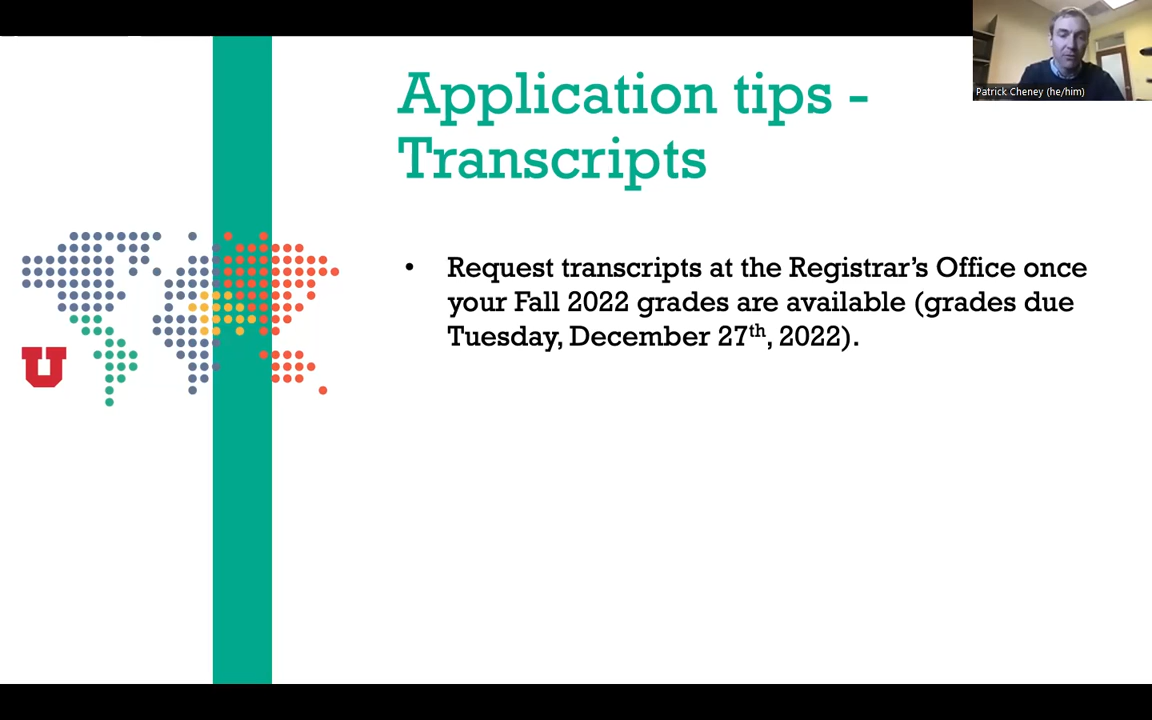 Application tips -
Transcripts
Patrick Cheney (he/him)
• Request transcripts at the Registrar’s Office once
your Fall 2022 grades are available (grades due
Tuesday, December 27th, 2022).
U